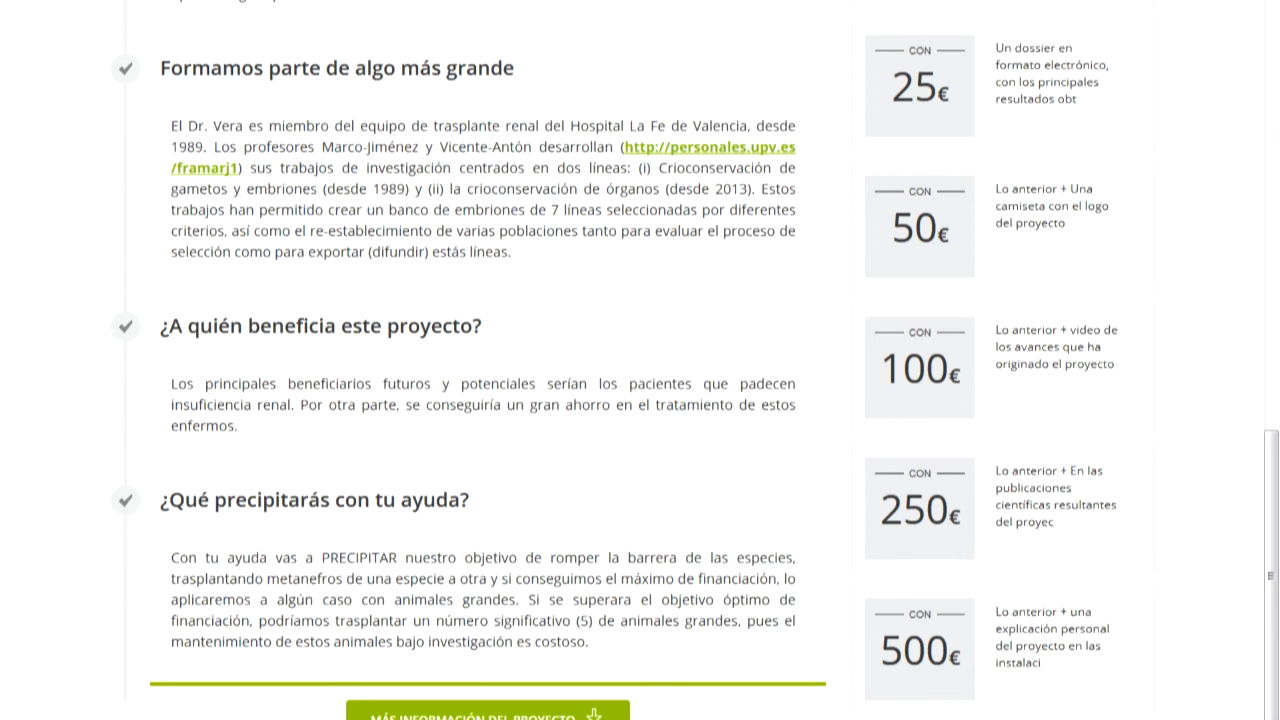 Formamos parte de algo más grande
El Dr. Vera es miembro del equipo de trasplante renal del Hospital La Fe de Valencia, desde
1989. Los profesores Marco-Jiménez y Vicente-Antón desarrollan (http://personales.upv.es
/framarj1) sus trabajos de investigación centrados en dos líneas: (i) Crioconservación de
gametos y embriones (desde 1989) y (ii) la crioconservación de órganos (desde 2013). Estos
trabajos han permitido crear un banco de embriones de 7 líneas seleccionadas por diferentes
criterios, así como el re-establecimiento de varias poblaciones tanto para evaluar el proceso de
selección como para exportar (difundir) estás líneas.
¿A quién beneficia este proyecto?
Los principales beneficiarios futuros y potenciales serían los pacientes que padecen
insuficiencia renal. Por otra parte, se conseguiría un gran ahorro en el tratamiento de estos
enfermos.
¿Qué precipitarás con tu ayuda?
Con tu ayuda vas a PRECIPITAR nuestro objetivo de romper la barrera de las especies,
trasplantando metanefros de una especie a otra y si conseguimos el máximo de financiación, lo
aplicaremos a algún caso con animales grandes. Si se superara el objetivo óptimo de
financiación, podríamos trasplantar un número significativo (5) de animales grandes, pues el
mantenimiento de estos animales bajo investigación es costoso.
MÁS INFORMACIÓN DEL PROYECTO
CON
25€
Un dossier en
formato electrónico,
con los principales
resultados obt
CON
50€
Lo anterior + Una
camiseta con el logo
del proyecto
CON
100€
Lo anterior + video de
los avances que ha
originado el proyecto
CON
250€
Lo anterior + En las
publicaciones
científicas resultantes
del proyec
CON
500€
Lo anterior + una
explicación personal
del proyecto en las
instalaci